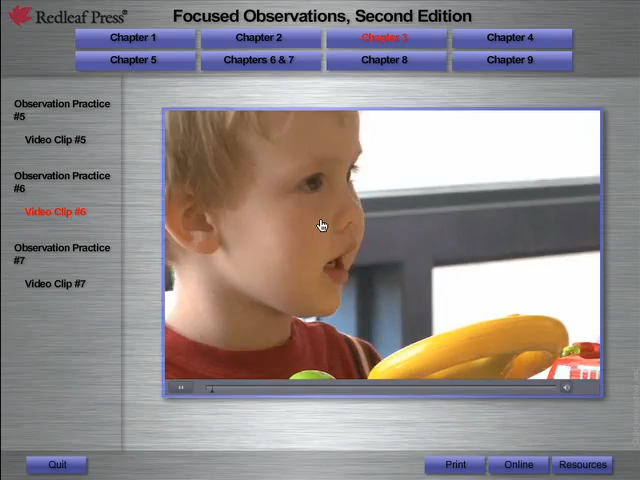 Redleaf Press®
Focused Observations, Second Edition
Chapter 1
Chapter 2
Chapter 3
Chapter 4
Chapter 5
Chapters 6 & 7
Chapter 8
Chapter 9
Observation Practice
#5
Video Clip #5
Observation Practice
#6
Video Clip #6
Observation Practice
#7
Video Clip #7
Quit
Print
Online
Resources